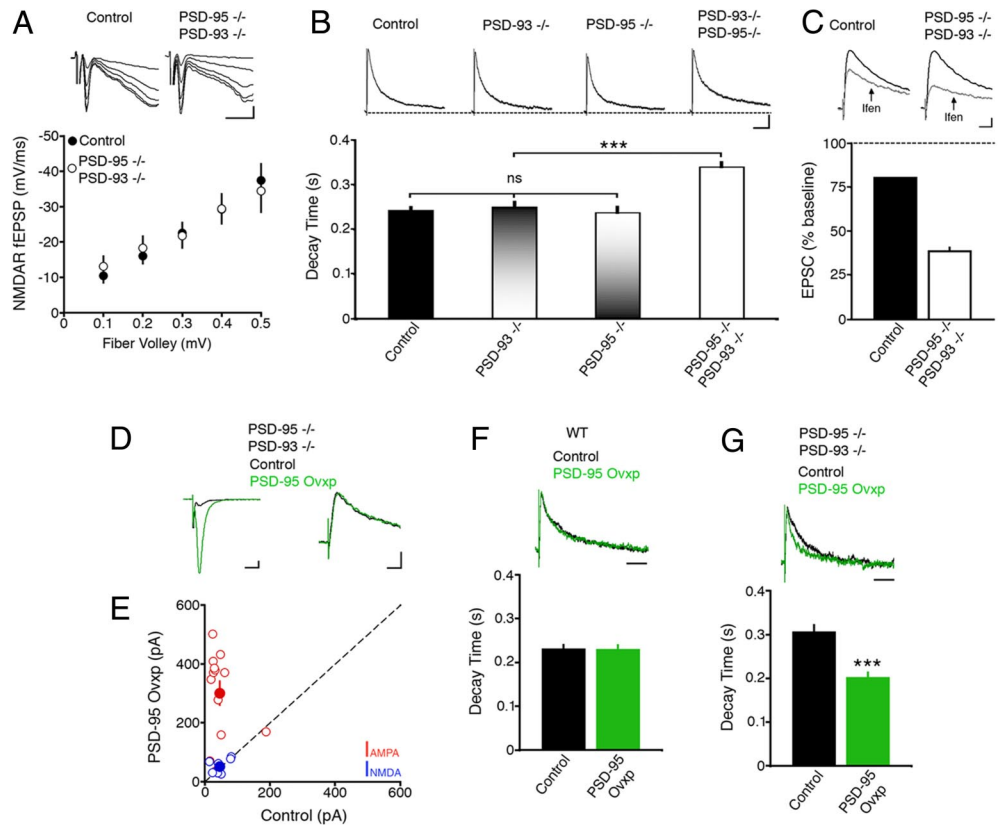 A
Control
PSD-95 -/-
PSD-93 -/-
-50
-40
-30
-20
-10
0
NMDAR fEPSP (mV/ms)
Control
PSD-95 -/-
PSD-93 -/-
0 0.1 0.2 0.3 0.4 0.5
Fiber Volley (mV)
B
Control
PSD-93 -/-
PSD-95 -/-
PSD-93-/-
PSD-95-/-
0.4
0.3
0.2
0.1
0
Decay Time (s)
ns
***
Control
PSD-93 -/-
PSD-95 -/-
PSD-95 -/-
PSD-93 -/-
C
Control
PSD-95 -/-
PSD-93 -/-
Ifen
Ifen
100
75
50
25
0
EPSC (% baseline)
Control
PSD-95 -/-
PSD-93 -/-
D
PSD-95 -/-
PSD-93 -/-
Control
PSD-95 Ovxp
E
600
400
200
0
PSD-95 Ovxp (pA)
IAMPA
INMDA
0 200 400 600
Control (pA)
F
WT
Control
PSD-95 Ovxp
0.4
0.3
0.2
0.1
0
Decay Time (s)
Control
PSD-95
Ovxp
G
PSD-95 -/-
PSD-93 -/-
Control
PSD-95 Ovxp
0.4
0.3
0.2
0.1
0
Decay Time (s)
***
Control
PSD-95
Ovxp